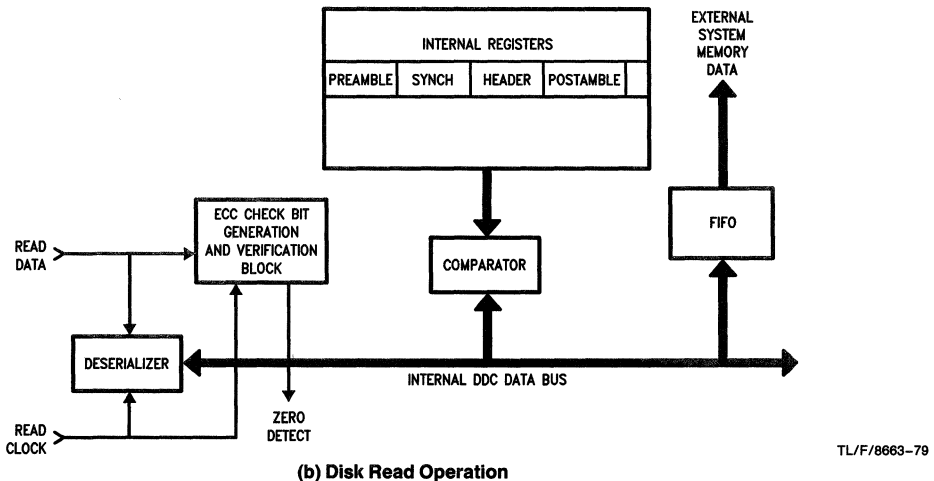 EXTERNAL
SYSTEM
MEMORY
DATA
INTERNAL REGISTERS
PREAMBLE SYNCH HEADER POSTAMBLE
ECC CHECK BIT
GENERATION
AND VERIFICATION
BLOCK
FIFO
READ
DATA
COMPARATOR
DESERIALIZER
INTERNAL DDC DATA BUS
ZERO
DETECT
READ
CLOCK
TL/F/8663-79
(b) Disk Read Operation